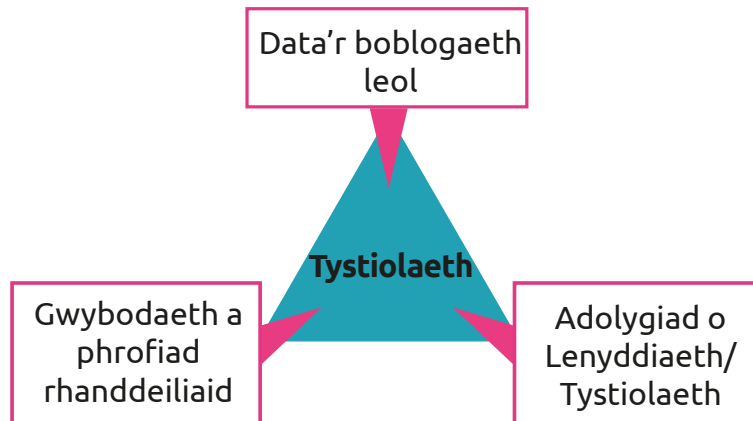 Data’r boblogaeth
leol
Tystiolaeth
Gwybodaeth a
phrofiad
rhanddeiliaid
Adolygiad o
Lenyddiaeth/
Tystiolaeth